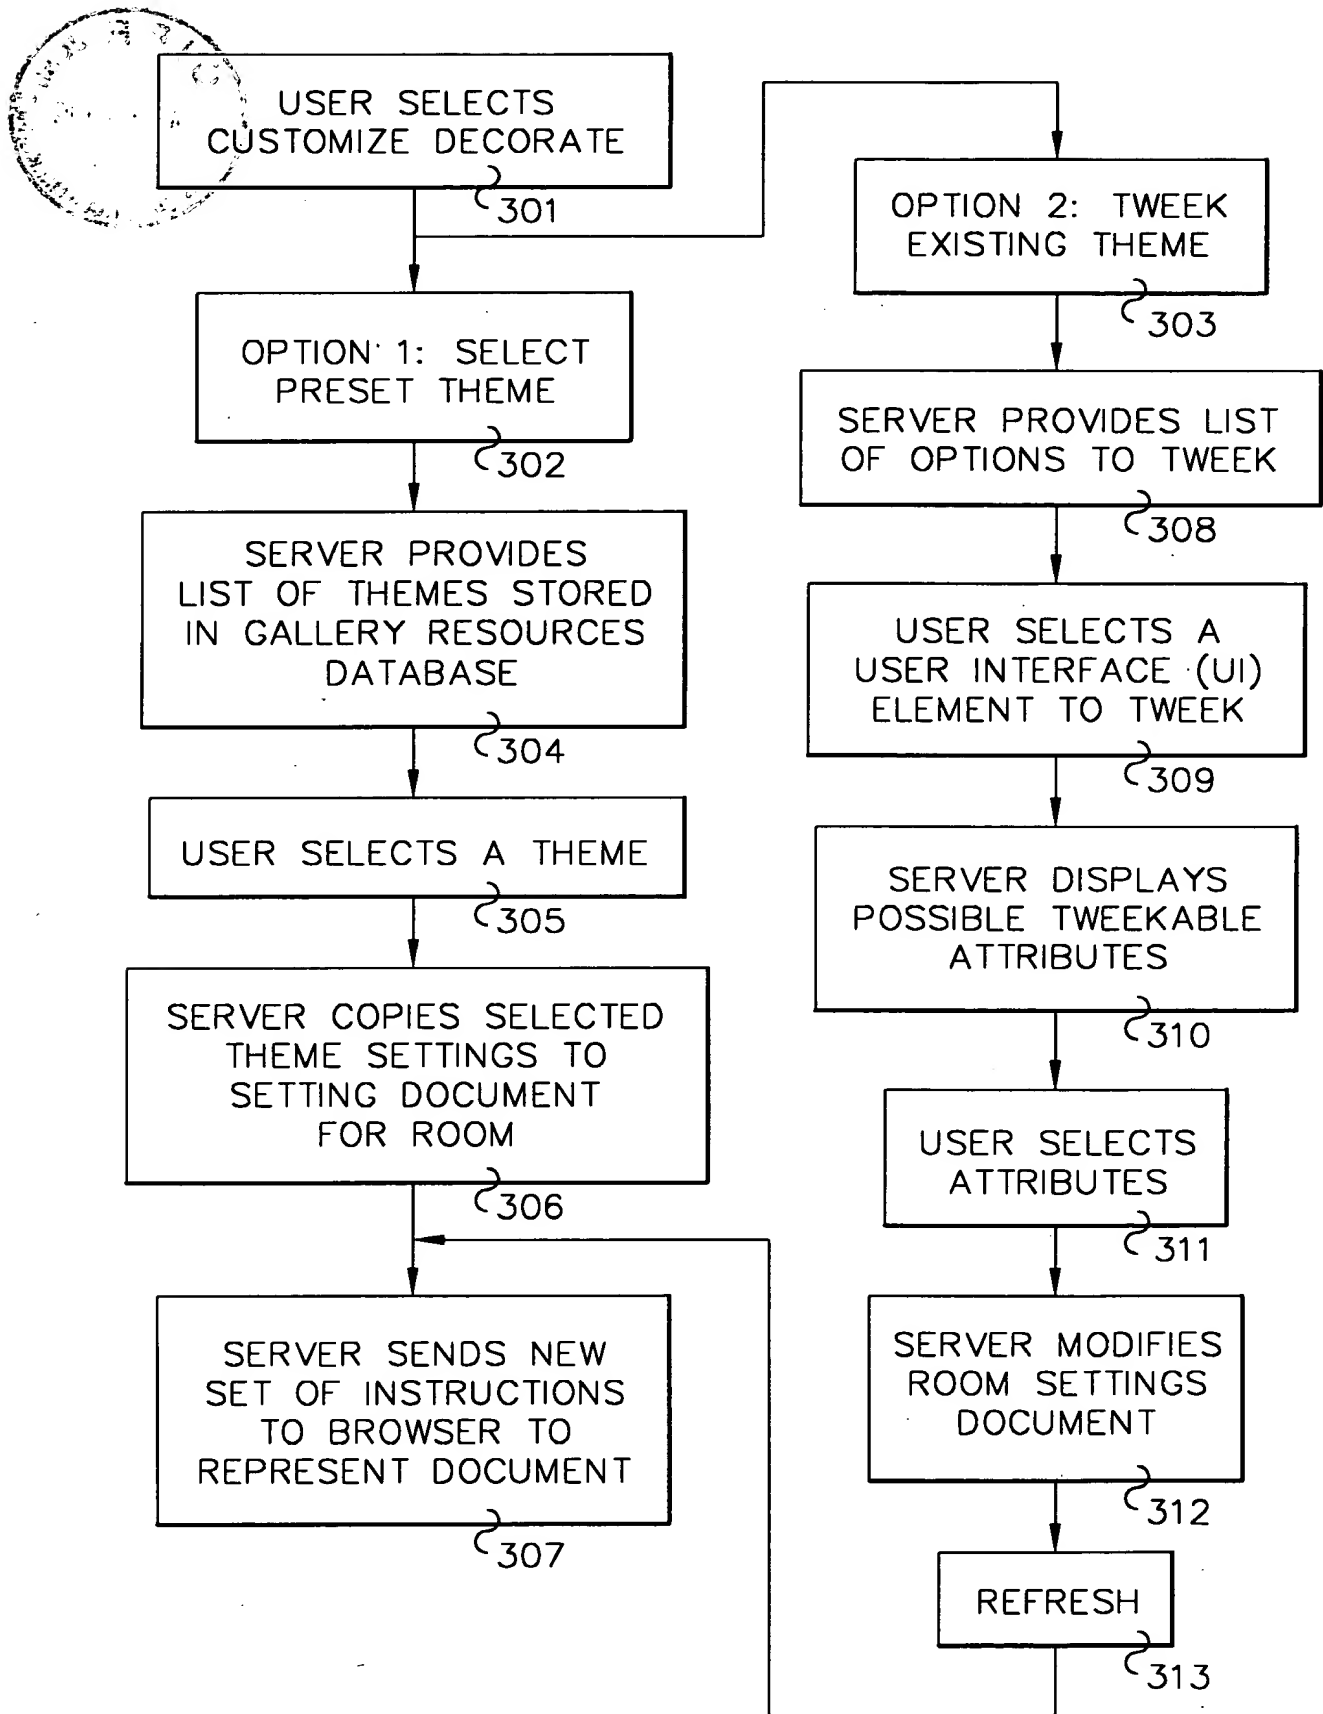 USER SELECTS
CUSTOMIZE DECORATE
301
OPTION 1: SELECT
PRESET THEME
302
SERVER PROVIDES
LIST OF THEMES STORED
IN GALLERY RESOURCES
DATABASE
304
USER SELECTS A THEME
305
SERVER COPIES SELECTED
THEME SETTINGS TO
SETTING DOCUMENT
FOR ROOM
306
SERVER SENDS NEW
SET OF INSTRUCTIONS
TO BROWSER TO
REPRESENT DOCUMENT
307
OPTION 2: TWEEK
EXISTING THEME
303
SERVER PROVIDES LIST
OF OPTIONS TO TWEEK
308
USER SELECTS A
USER INTERFACE (UI)
ELEMENT TO TWEEK
309
SERVER DISPLAYS
POSSIBLE TWEEKABLE
ATTRIBUTES
310
USER SELECTS
ATTRIBUTES
311
SERVER MODIFIES
ROOM SETTINGS
DOCUMENT
312
REFRESH
313